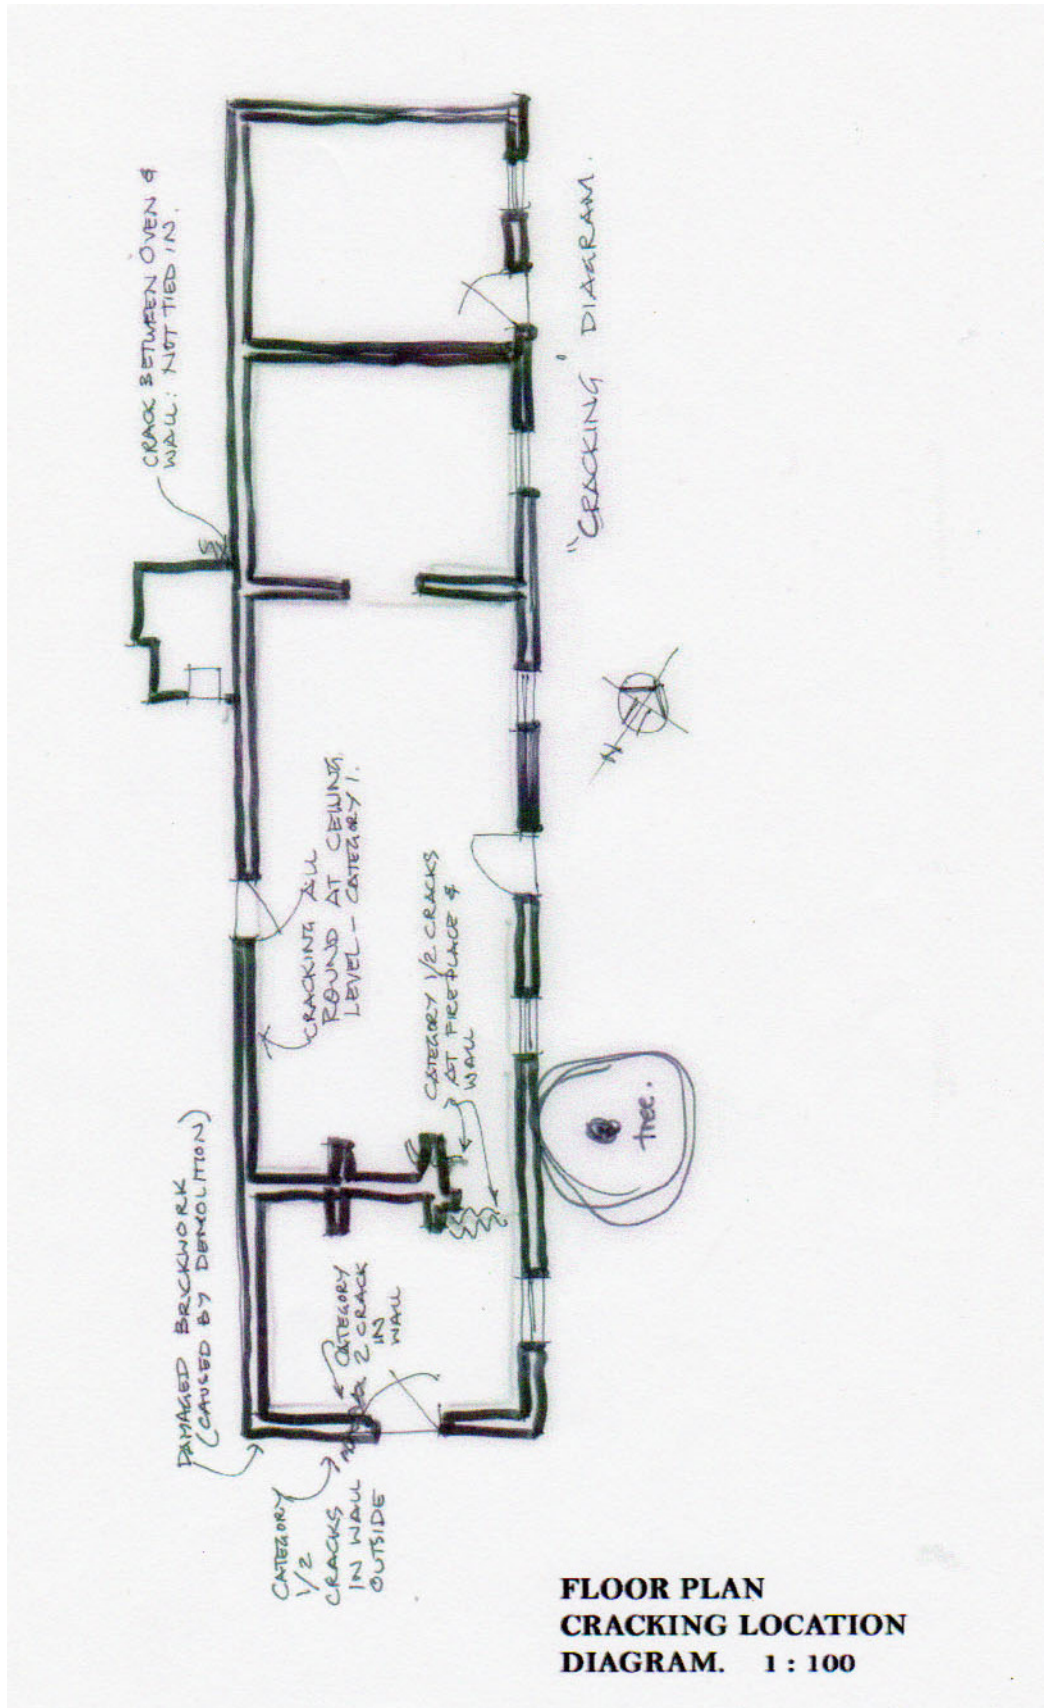 CRACK BETWEEN OVEN &
WALL: NOT TIED IN.
"CRACKING" DIAGRAM.
N
CRACKING ALL
ROUND AT CEILING
LEVEL – CATEGORY 1.
CATEGORY 1/2 CRACKS
AT FIREPLACE &
WALL
tree.
DAMAGED BRICKWORK
(CAUSED BY DEMOLITION)
CATEGORY
2 CRACK
IN
WALL
CATEGORY
1/2
CRACKS
IN WALL
OUTSIDE
FLOOR PLAN
CRACKING LOCATION
DIAGRAM. 1 : 100